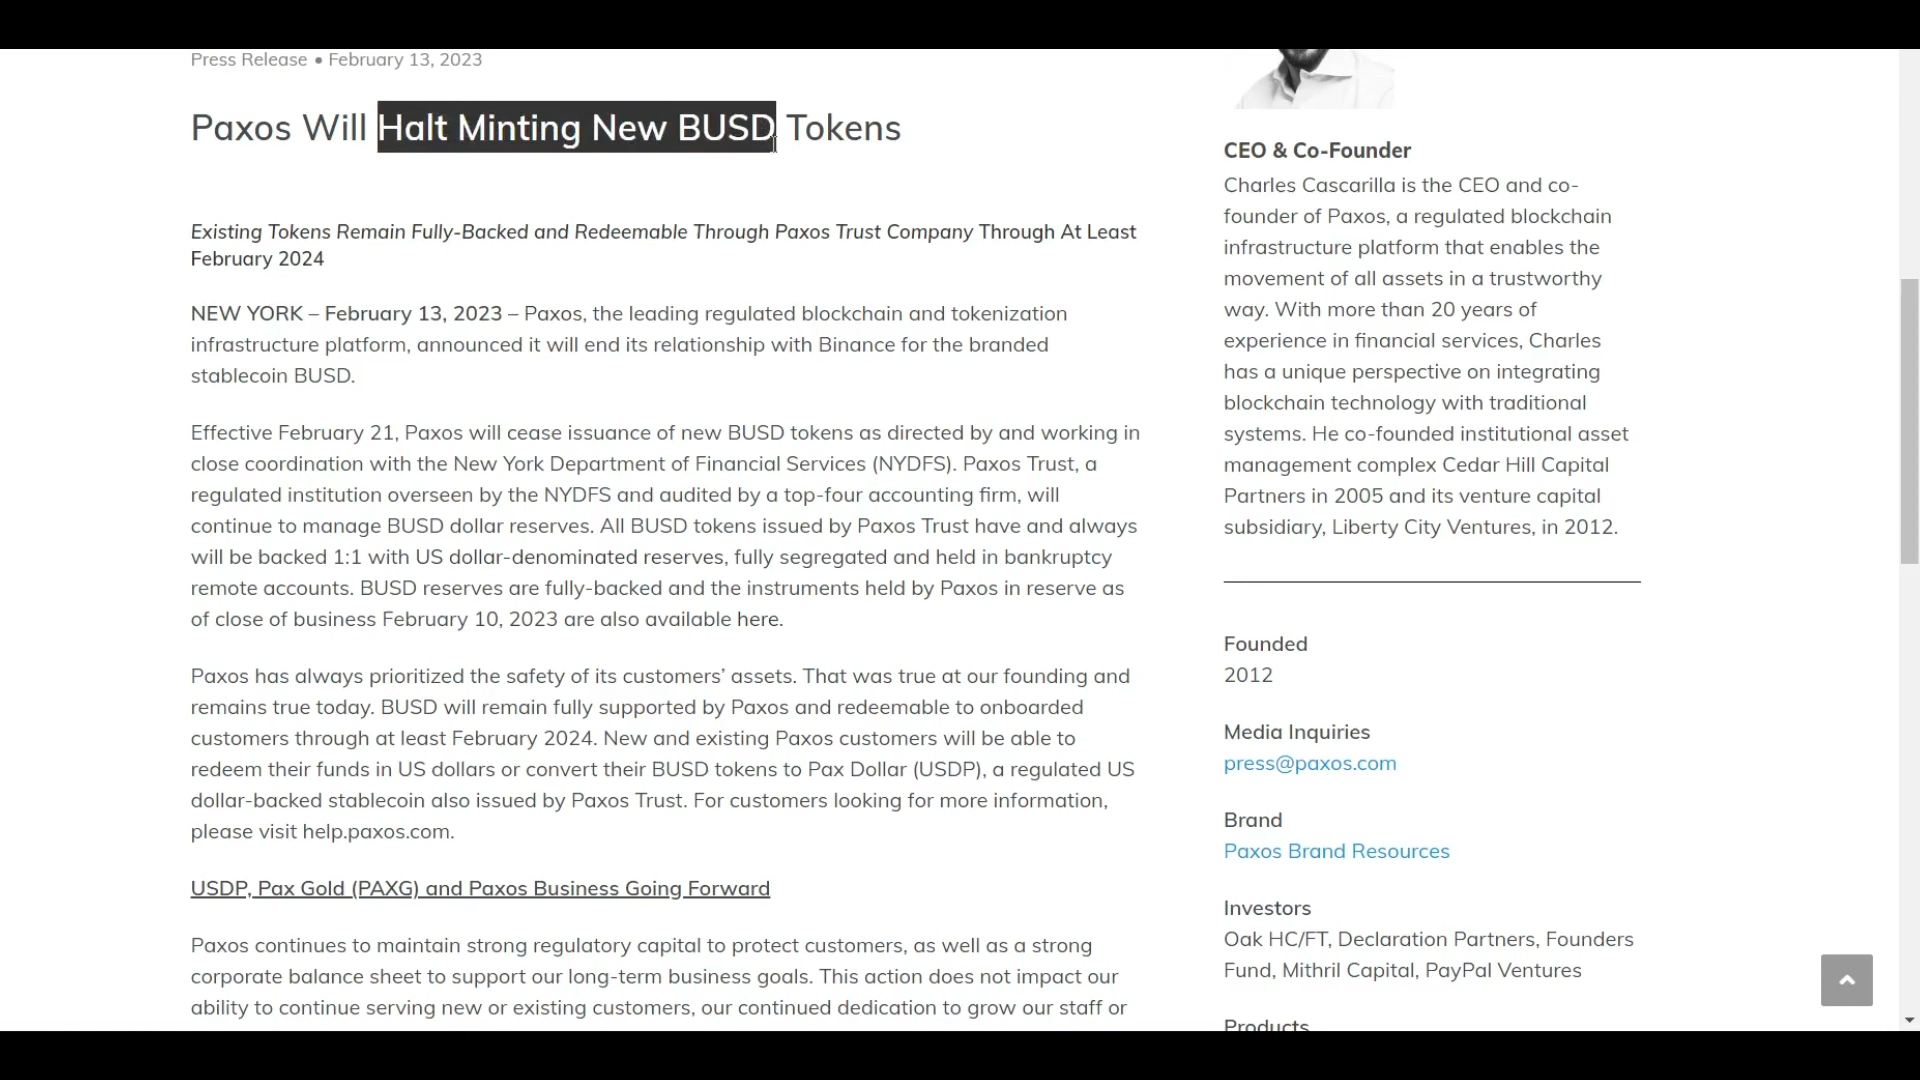 Press Release • February 13, 2023
Paxos Will Halt Minting New BUSD Tokens
Existing Tokens Remain Fully-Backed and Redeemable Through Paxos Trust Company Through At Least
February 2024
NEW YORK – February 13, 2023 – Paxos, the leading regulated blockchain and tokenization
infrastructure platform, announced it will end its relationship with Binance for the branded
stablecoin BUSD.
Effective February 21, Paxos will cease issuance of new BUSD tokens as directed by and working in
close coordination with the New York Department of Financial Services (NYDFS). Paxos Trust, a
regulated institution overseen by the NYDFS and audited by a top-four accounting firm, will
continue to manage BUSD dollar reserves. All BUSD tokens issued by Paxos Trust have and always
will be backed 1:1 with US dollar-denominated reserves, fully segregated and held in bankruptcy
remote accounts. BUSD reserves are fully-backed and the instruments held by Paxos in reserve as
of close of business February 10, 2023 are also available here.
Paxos has always prioritized the safety of its customers’ assets. That was true at our founding and
remains true today. BUSD will remain fully supported by Paxos and redeemable to onboarded
customers through at least February 2024. New and existing Paxos customers will be able to
redeem their funds in US dollars or convert their BUSD tokens to Pax Dollar (USDP), a regulated US
dollar-backed stablecoin also issued by Paxos Trust. For customers looking for more information,
please visit help.paxos.com.
USDP, Pax Gold (PAXG) and Paxos Business Going Forward
Paxos continues to maintain strong regulatory capital to protect customers, as well as a strong
corporate balance sheet to support our long-term business goals. This action does not impact our
ability to continue serving new or existing customers, our continued dedication to grow our staff or
CEO & Co-Founder
Charles Cascarilla is the CEO and co-
founder of Paxos, a regulated blockchain
infrastructure platform that enables the
movement of all assets in a trustworthy
way. With more than 20 years of
experience in financial services, Charles
has a unique perspective on integrating
blockchain technology with traditional
systems. He co-founded institutional asset
management complex Cedar Hill Capital
Partners in 2005 and its venture capital
subsidiary, Liberty City Ventures, in 2012.
Founded
2012
Media Inquiries
press@paxos.com
Brand
Paxos Brand Resources
Investors
Oak HC/FT, Declaration Partners, Founders
Fund, Mithril Capital, PayPal Ventures
Products